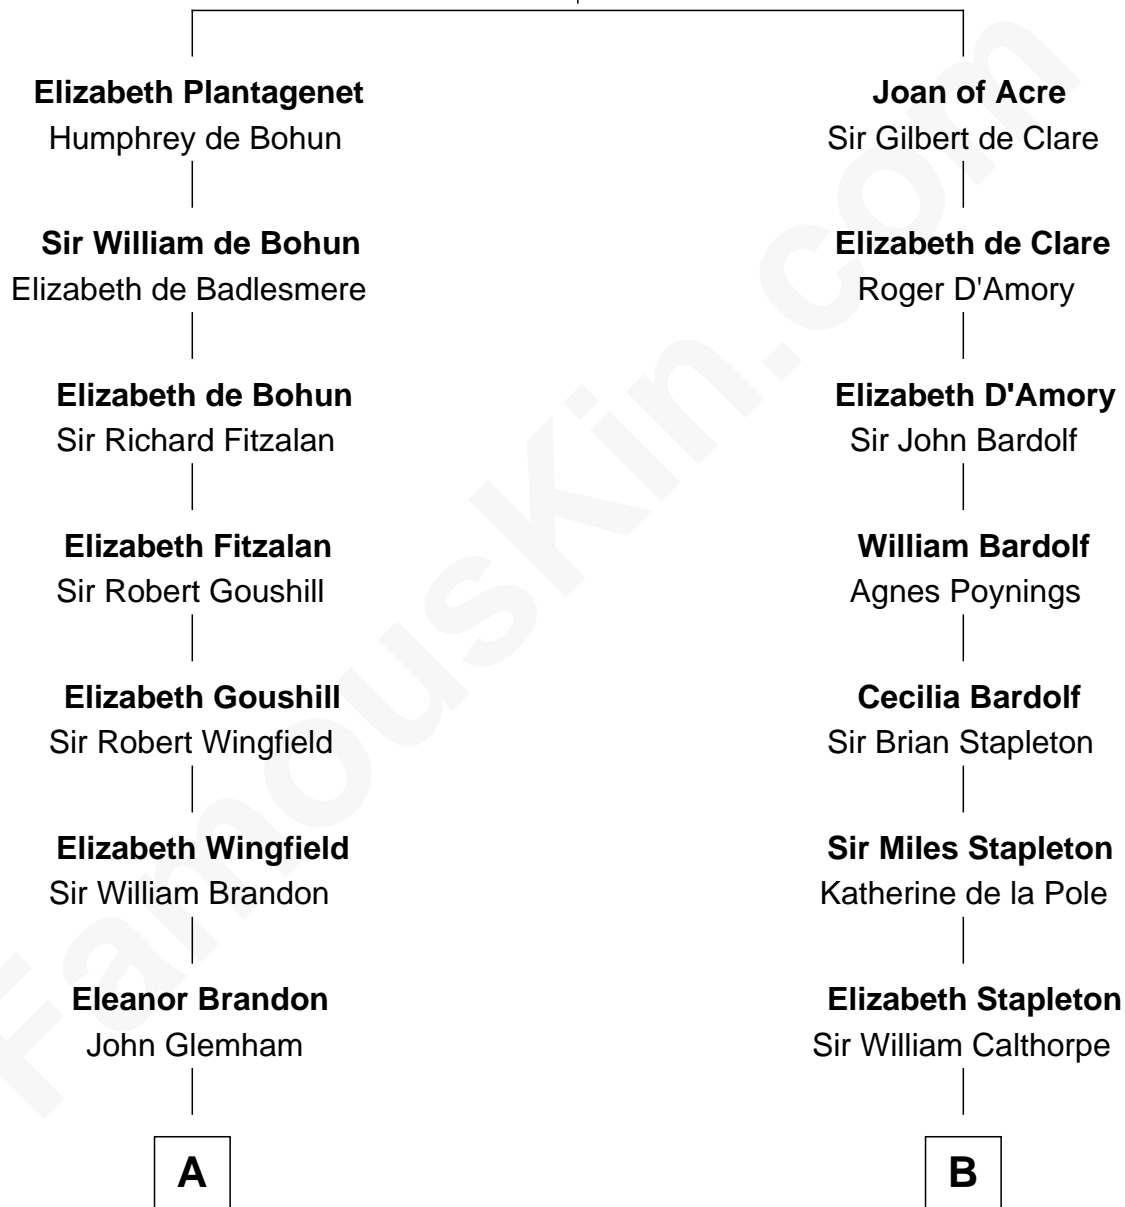 Elizabeth Plantagenet
Humphrey de Bohun
Sir William de Bohun
Elizabeth de Badlesmere
Elizabeth de Bohun
Sir Richard Fitzalan
Elizabeth Fitzalan
Sir Robert Goushill
Elizabeth Goushill
Sir Robert Wingfield
Elizabeth Wingfield
Sir William Brandon
Eleanor Brandon
John Glemham
A
Joan of Acre
Sir Gilbert de Clare
Elizabeth de Clare
Roger D'Amory
Elizabeth D'Amory
Sir John Bardolf
William Bardolf
Agnes Poynings
Cecilia Bardolf
Sir Brian Stapleton
Sir Miles Stapleton
Katherine de la Pole
Elizabeth Stapleton
Sir William Calthorpe
B
FamousKin.com